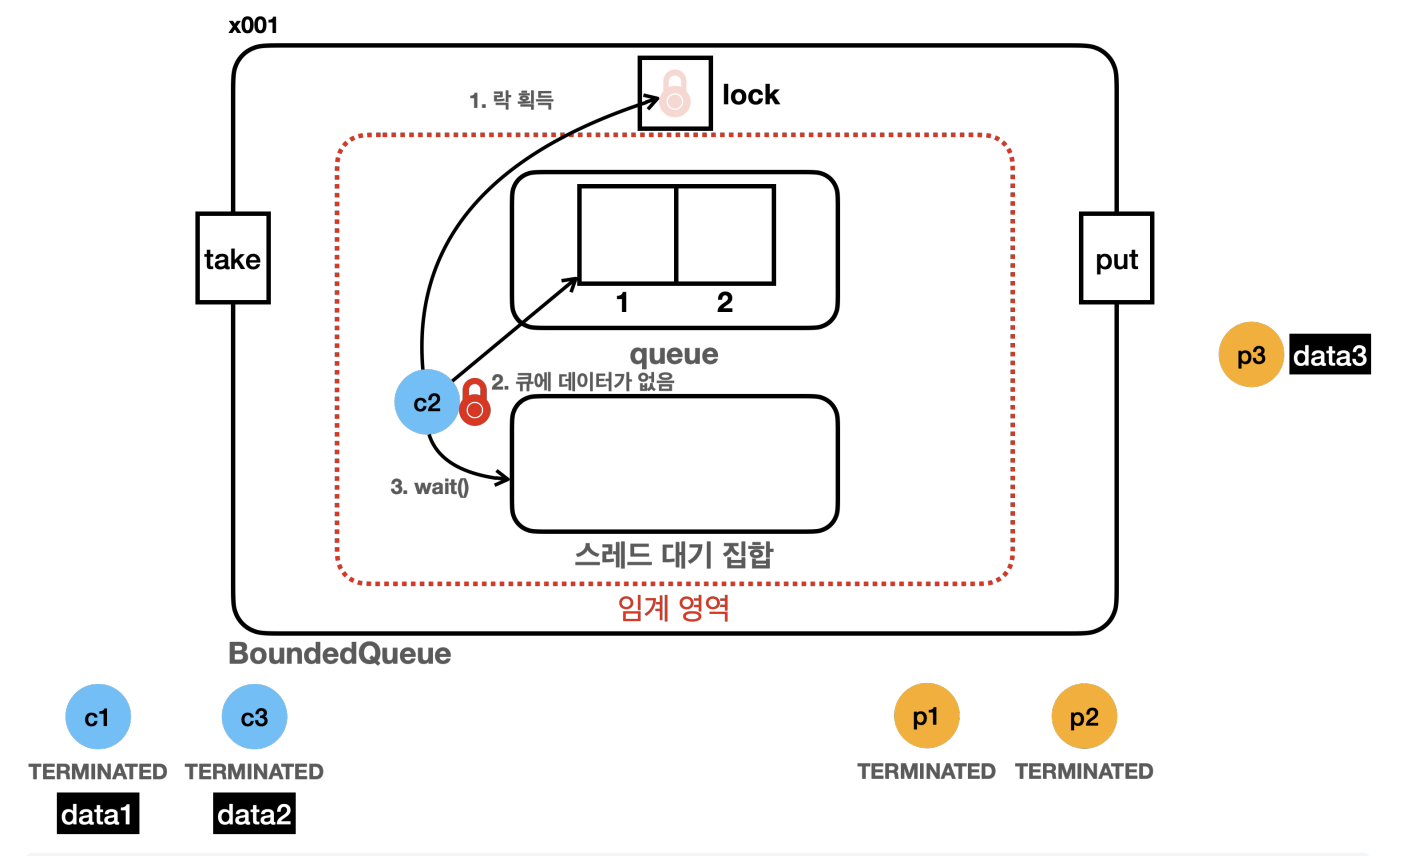 x001
1. 락 획득
lock
take
1
2
put
queue
p3
data3
c2
2. 큐에 데이터가 없음
3. wait()
스레드 대기 집합
임계 영역
BoundedQueue
c1
c3
p1
p2
TERMINATED
TERMINATED
TERMINATED
TERMINATED
data1
data2